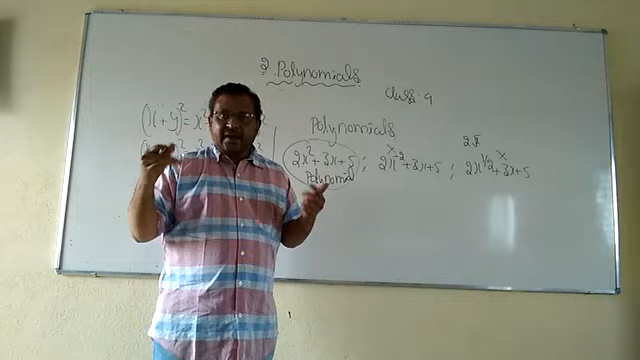 2. Polynomials
Class 9
(x+y)² = x²
Polynomials
2x² + 3x + 5 ; 2x⁻² + 3x + 5 ; 2x^1/2 + 3x + 5
Polynomial